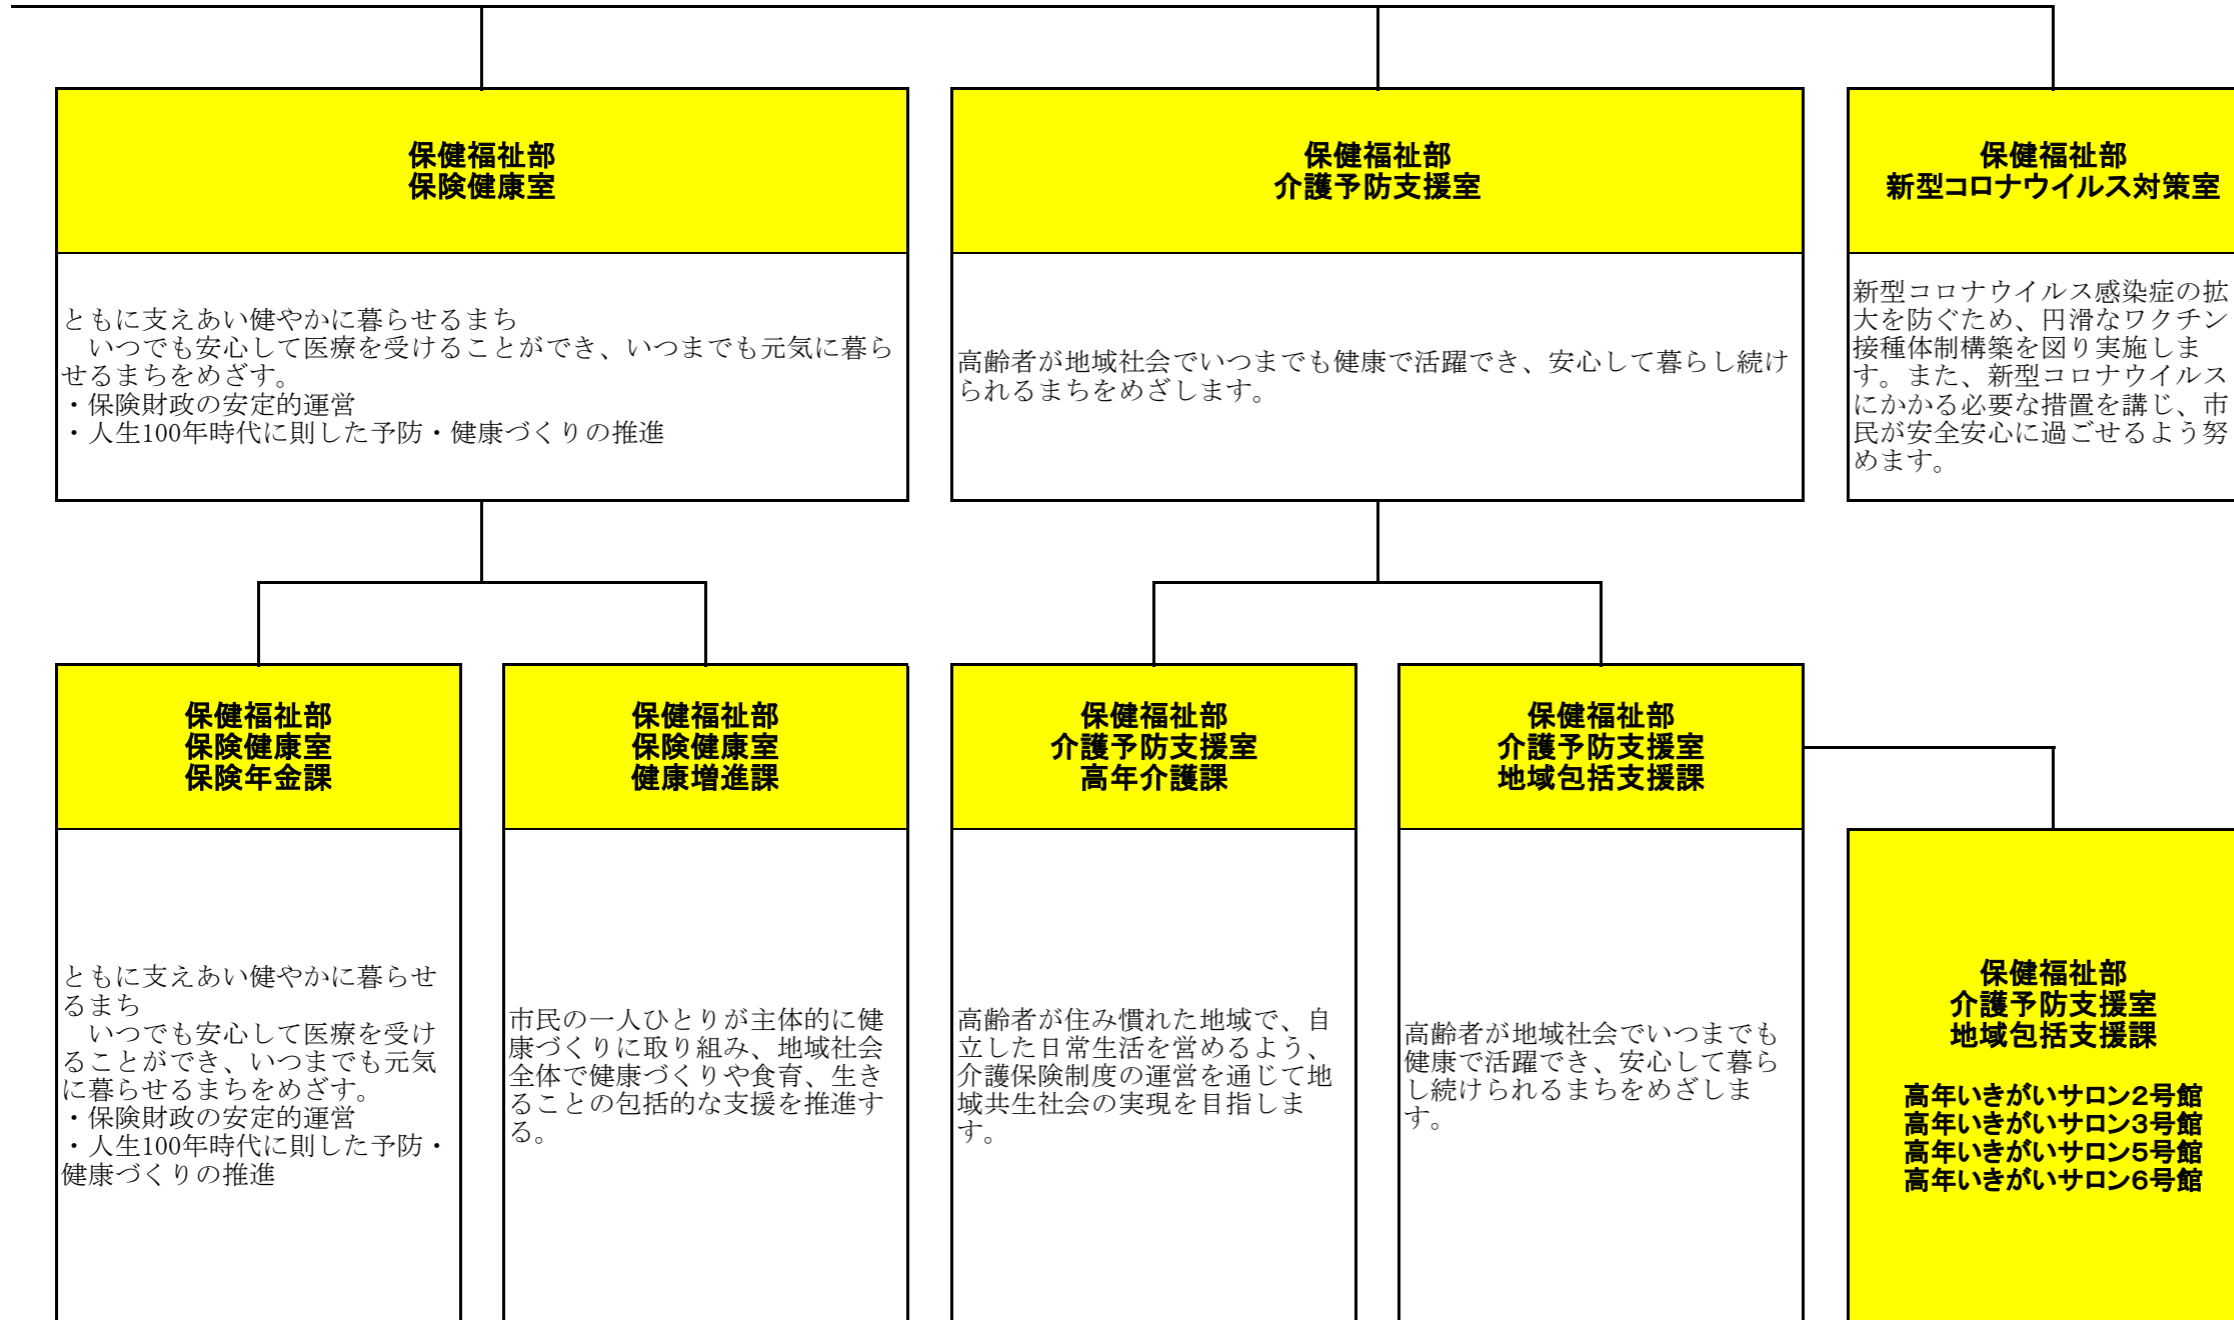 保健福祉部
保険健康室
ともに支えあい健やかに暮らせるまち
　いつでも安心して医療を受けることができ、いつまでも元気に暮ら
せるまちをめざす。
・保険財政の安定的運営
・人生100年時代に則した予防・健康づくりの推進
保健福祉部
介護予防支援室
高齢者が地域社会でいつまでも健康で活躍でき、安心して暮らし続け
られるまちをめざします。
保健福祉部
新型コロナウイルス対策室
新型コロナウイルス感染症の拡
大を防ぐため、円滑なワクチン
接種体制構築を図り実施しま
す。また、新型コロナウイルス
にかかる必要な措置を講じ、市
民が安全安心に過ごせるよう努
めます。
保健福祉部
保険健康室
保険年金課
ともに支えあい健やかに暮らせ
るまち
　いつでも安心して医療を受け
ることができ、いつまでも元気
に暮らせるまちをめざす。
・保険財政の安定的運営
・人生100年時代に則した予防・
健康づくりの推進
保健福祉部
保険健康室
健康増進課
市民の一人ひとりが主体的に健
康づくりに取り組み、地域社会
全体で健康づくりや食育、生き
ることの包括的な支援を推進す
る。
保健福祉部
介護予防支援室
高年介護課
高齢者が住み慣れた地域で、自
立した日常生活を営めるよう、
介護保険制度の運営を通じて地
域共生社会の実現を目指しま
す。
保健福祉部
介護予防支援室
地域包括支援課
高齢者が地域社会でいつまでも
健康で活躍でき、安心して暮ら
し続けられるまちをめざしま
す。
保健福祉部
介護予防支援室
地域包括支援課
高年いきがいサロン2号館
高年いきがいサロン3号館
高年いきがいサロン5号館
高年いきがいサロン6号館